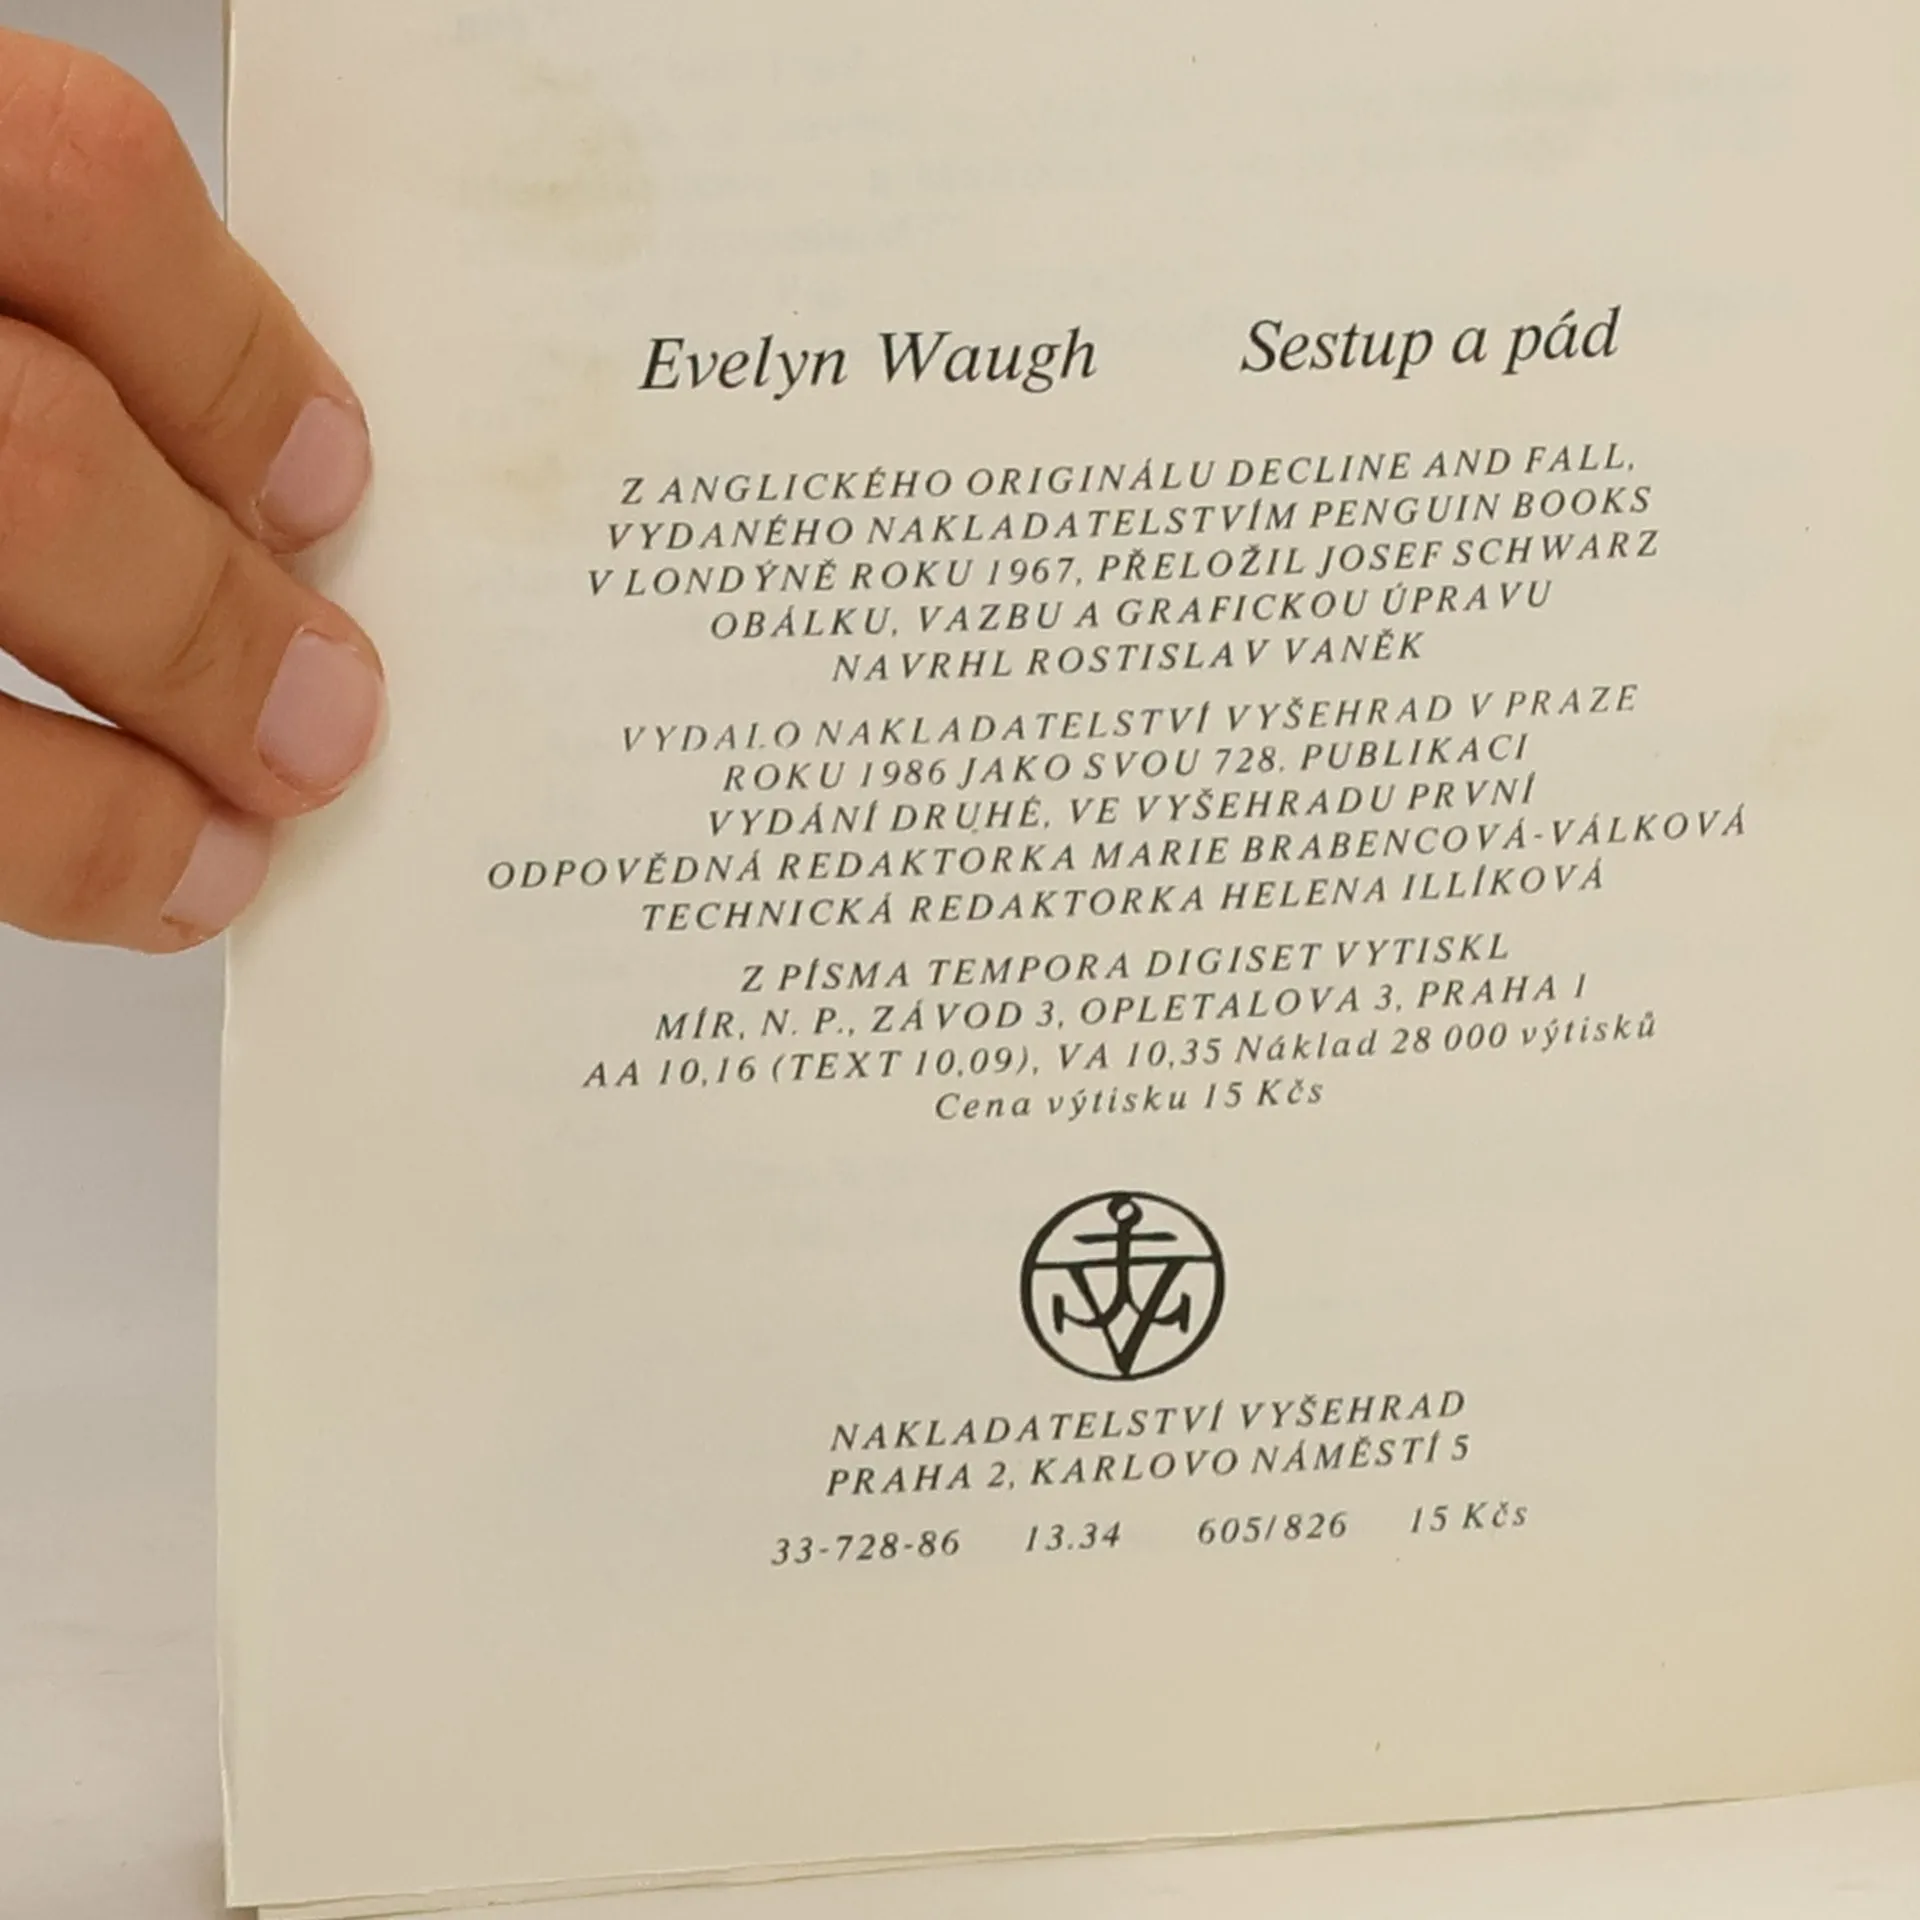 Evelyn Waugh Sestup a pád
Z ANGLICKÉHO ORIGINÁLU DECLINE AND FALL,
VYDANÉHO NAKLADATELSTVÍM PENGUIN BOOKS
V LONDÝNĚ ROKU 1967, PŘELOŽIL JOSEF SCHWARZ
OBÁLKU, VAZBU A GRAFICKOU ÚPRAVU
NAVRHL ROSTISLAV VANĚK
VYDALO NAKLADATELSTVÍ VYŠEHRAD V PRAZE
ROKU 1986 JAKO SVOU 728. PUBLIKACI
VYDÁNÍ DRUHÉ, VE VYŠEHRADU PRVNÍ
ODPOVĚDNÁ REDAKTORKA MARIE BRABENCOVÁ-VÁLKOVÁ
TECHNICKÁ REDAKTORKA HELENA ILLÍKOVÁ
Z PÍSMA TEMPORA DIGISET VYTISKL
MÍR, N. P., ZÁVOD 3, OPLETALOVA 3, PRAHA 1
AA 10,16 (TEXT 10,09), VA 10,35 Náklad 28 000 výtisků
Cena výtisku 15 Kčs
NAKLADATELSTVÍ VYŠEHRAD
PRAHA 2, KARLOVO NÁMĚSTÍ 5
33-728-86 13.34 605/826 15 Kčs